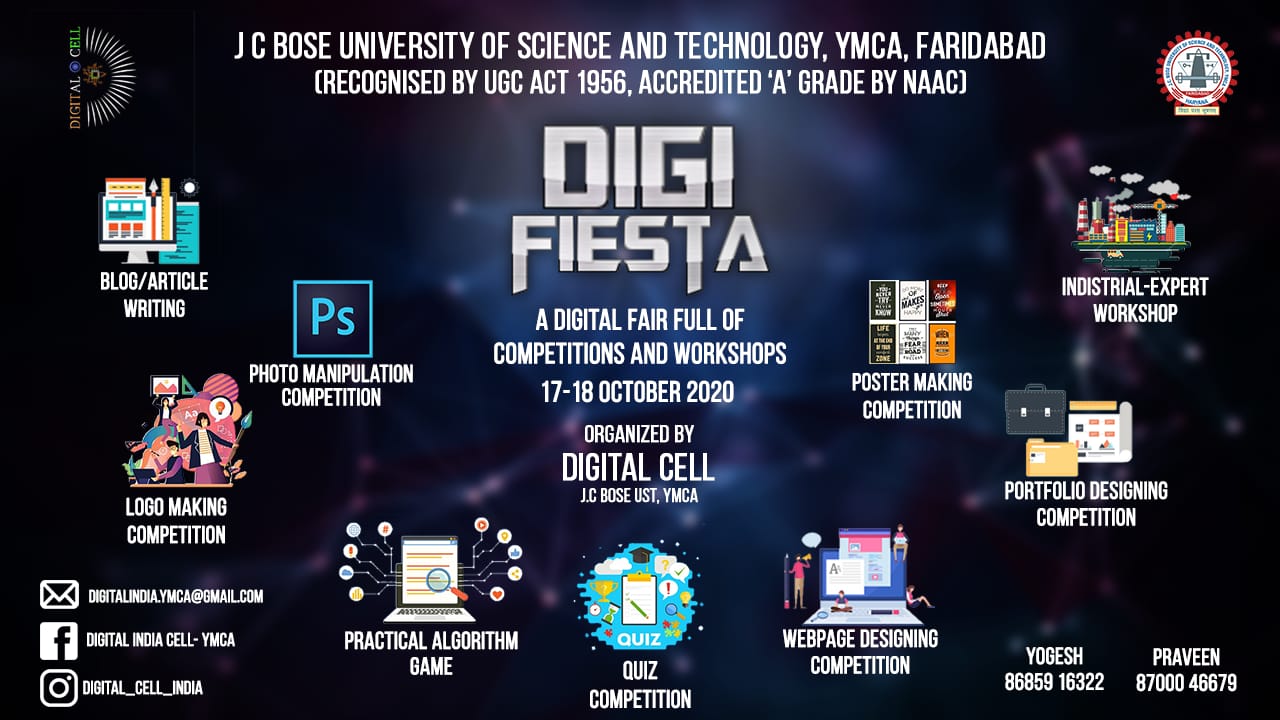 DIGITAL CELL
J C BOSE UNIVERSITY OF SCIENCE AND TECHNOLOGY, YMCA, FARIDABAD
(RECOGNISED BY UGC ACT 1956, ACCREDITED 'A' GRADE BY NAAC)
DIGI
FIESTA
A DIGITAL FAIR FULL OF
COMPETITIONS AND WORKSHOPS
17-18 OCTOBER 2020
ORGANIZED BY
DIGITAL CELL
J.C BOSE UST, YMCA
BLOG/ARTICLE
WRITING
Ps
PHOTO MANIPULATION
COMPETITION
LOGO MAKING
COMPETITION
PRACTICAL ALGORITHM
GAME
QUIZ
QUIZ
COMPETITION
WEBPAGE DESIGNING
COMPETITION
PORTFOLIO DESIGNING
COMPETITION
POSTER MAKING
COMPETITION
INDISTRIAL-EXPERT
WORKSHOP
DIGITALINDIA.YMCA@GMAIL.COM
DIGITAL INDIA CELL- YMCA
DIGITAL_CELL_INDIA
YOGESH
86859 16322
PRAVEEN
87000 46679